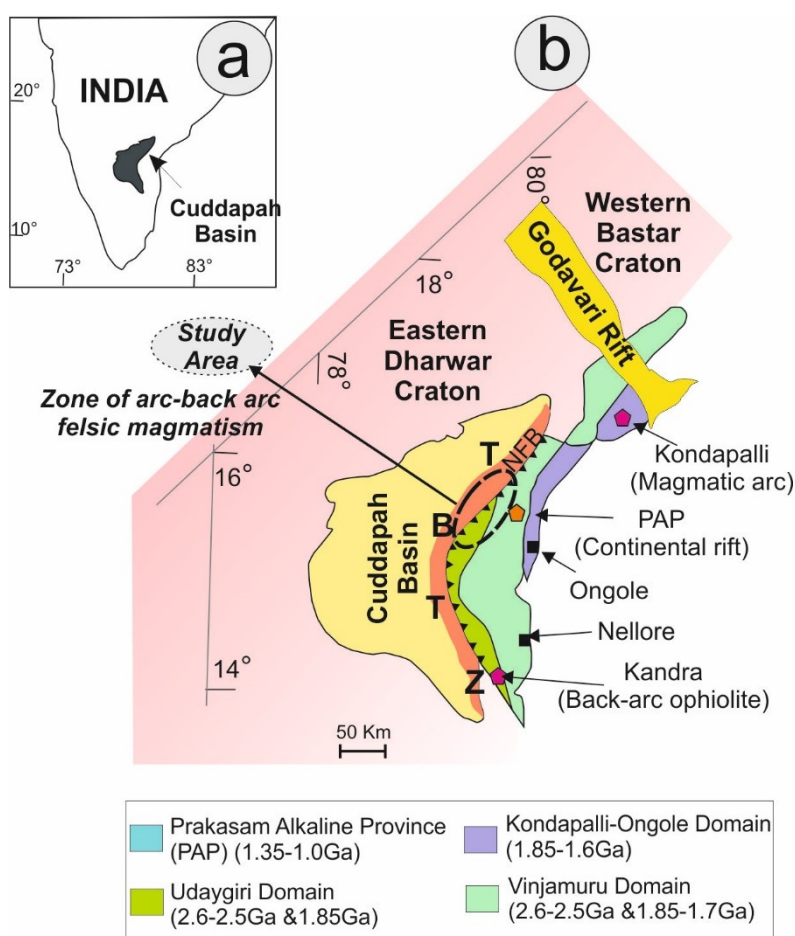 a
INDIA
20°
10°
73°
83°
Cuddapah
Basin
b
80°
Western
Bastar
Craton
Godavari Rift
18°
Eastern
Dharwar
Craton
78°
Study
Area
Zone of arc-back arc
felsic magmatism
16°
NFB
T
B
T
Z
Cuddapah
Basin
14°
Kondapalli
(Magmatic arc)
PAP
(Continental rift)
Ongole
Nellore
Kandra
(Back-arc ophiolite)
50 Km
Prakasam Alkaline Province
(PAP) (1.35-1.0Ga)
Kondapalli-Ongole Domain
(1.85-1.6Ga)
Udaygiri Domain
(2.6-2.5Ga &1.85Ga)
Vinjamuru Domain
(2.6-2.5Ga &1.85-1.7Ga)